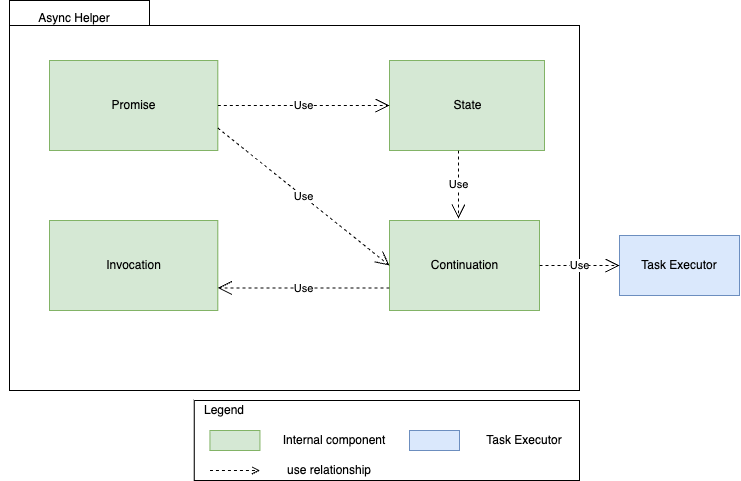 Async Helper
Promise
Use
State
Use
Use
Invocation
Use
Continuation
Use
Task Executor
Legend
Internal component
Task Executor
use relationship